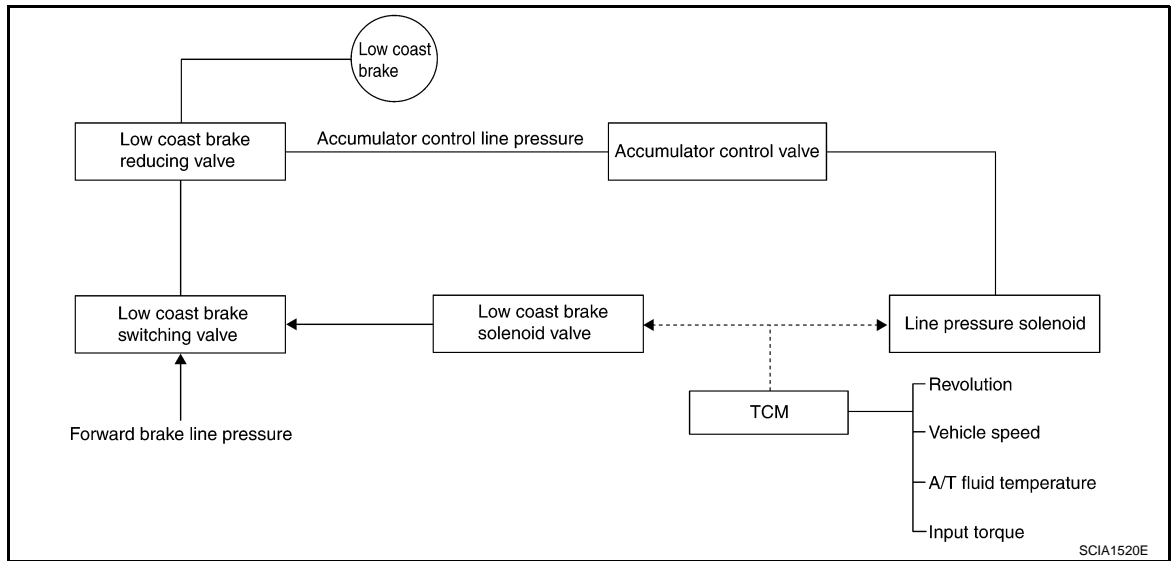 Low coast
brake
Low coast brake
reducing valve
Accumulator control line pressure
Accumulator control valve
Low coast brake
switching valve
Low coast brake
solenoid valve
Line pressure solenoid
TCM
Revolution
Forward brake line pressure
Vehicle speed
A/T fluid temperature
Input torque
SCIA1520E